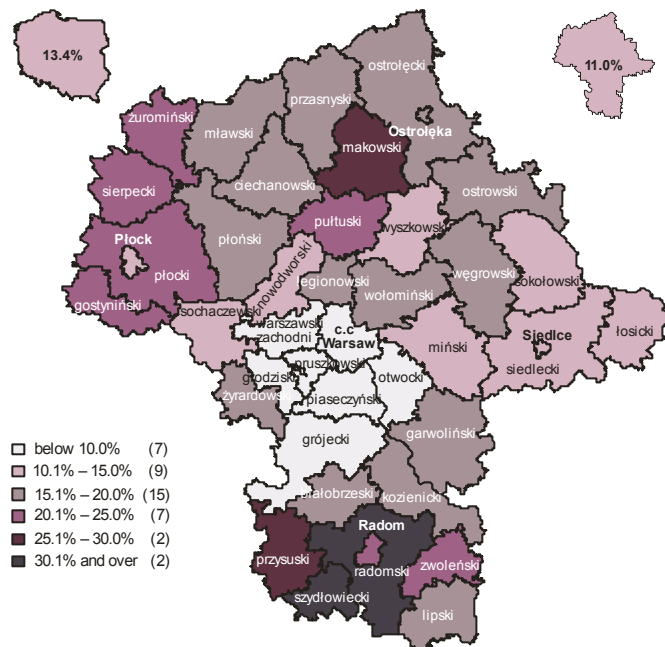 13.4%
11.0%
ostrołęcki
przasnyski
żuromiński
mławski
Ostrołęka
makowski
sierpecki
ciechanowski
ostrowski
pułtuski
wyszkowski
Płock
płoński
nowodworski
węgrowski
płocki
legionowski
sokołowski
wołomiński
gostyniński
sochaczewski
warszawski
zachodni
c.c
Warsaw
Siedlce
łosicki
miński
pruszkowski
siedlecki
grodziski
otwocki
żyrardowski
piaseczyński
grójecki
garwoliński
below 10.0% (7)
10.1% – 15.0% (9)
15.1% – 20.0% (15)
20.1% – 25.0% (7)
25.1% – 30.0% (2)
30.1% and over (2)
białobrzeski
kozienicki
Radom
przysuski
radomski
zwoleński
szydłowiecki
lipski